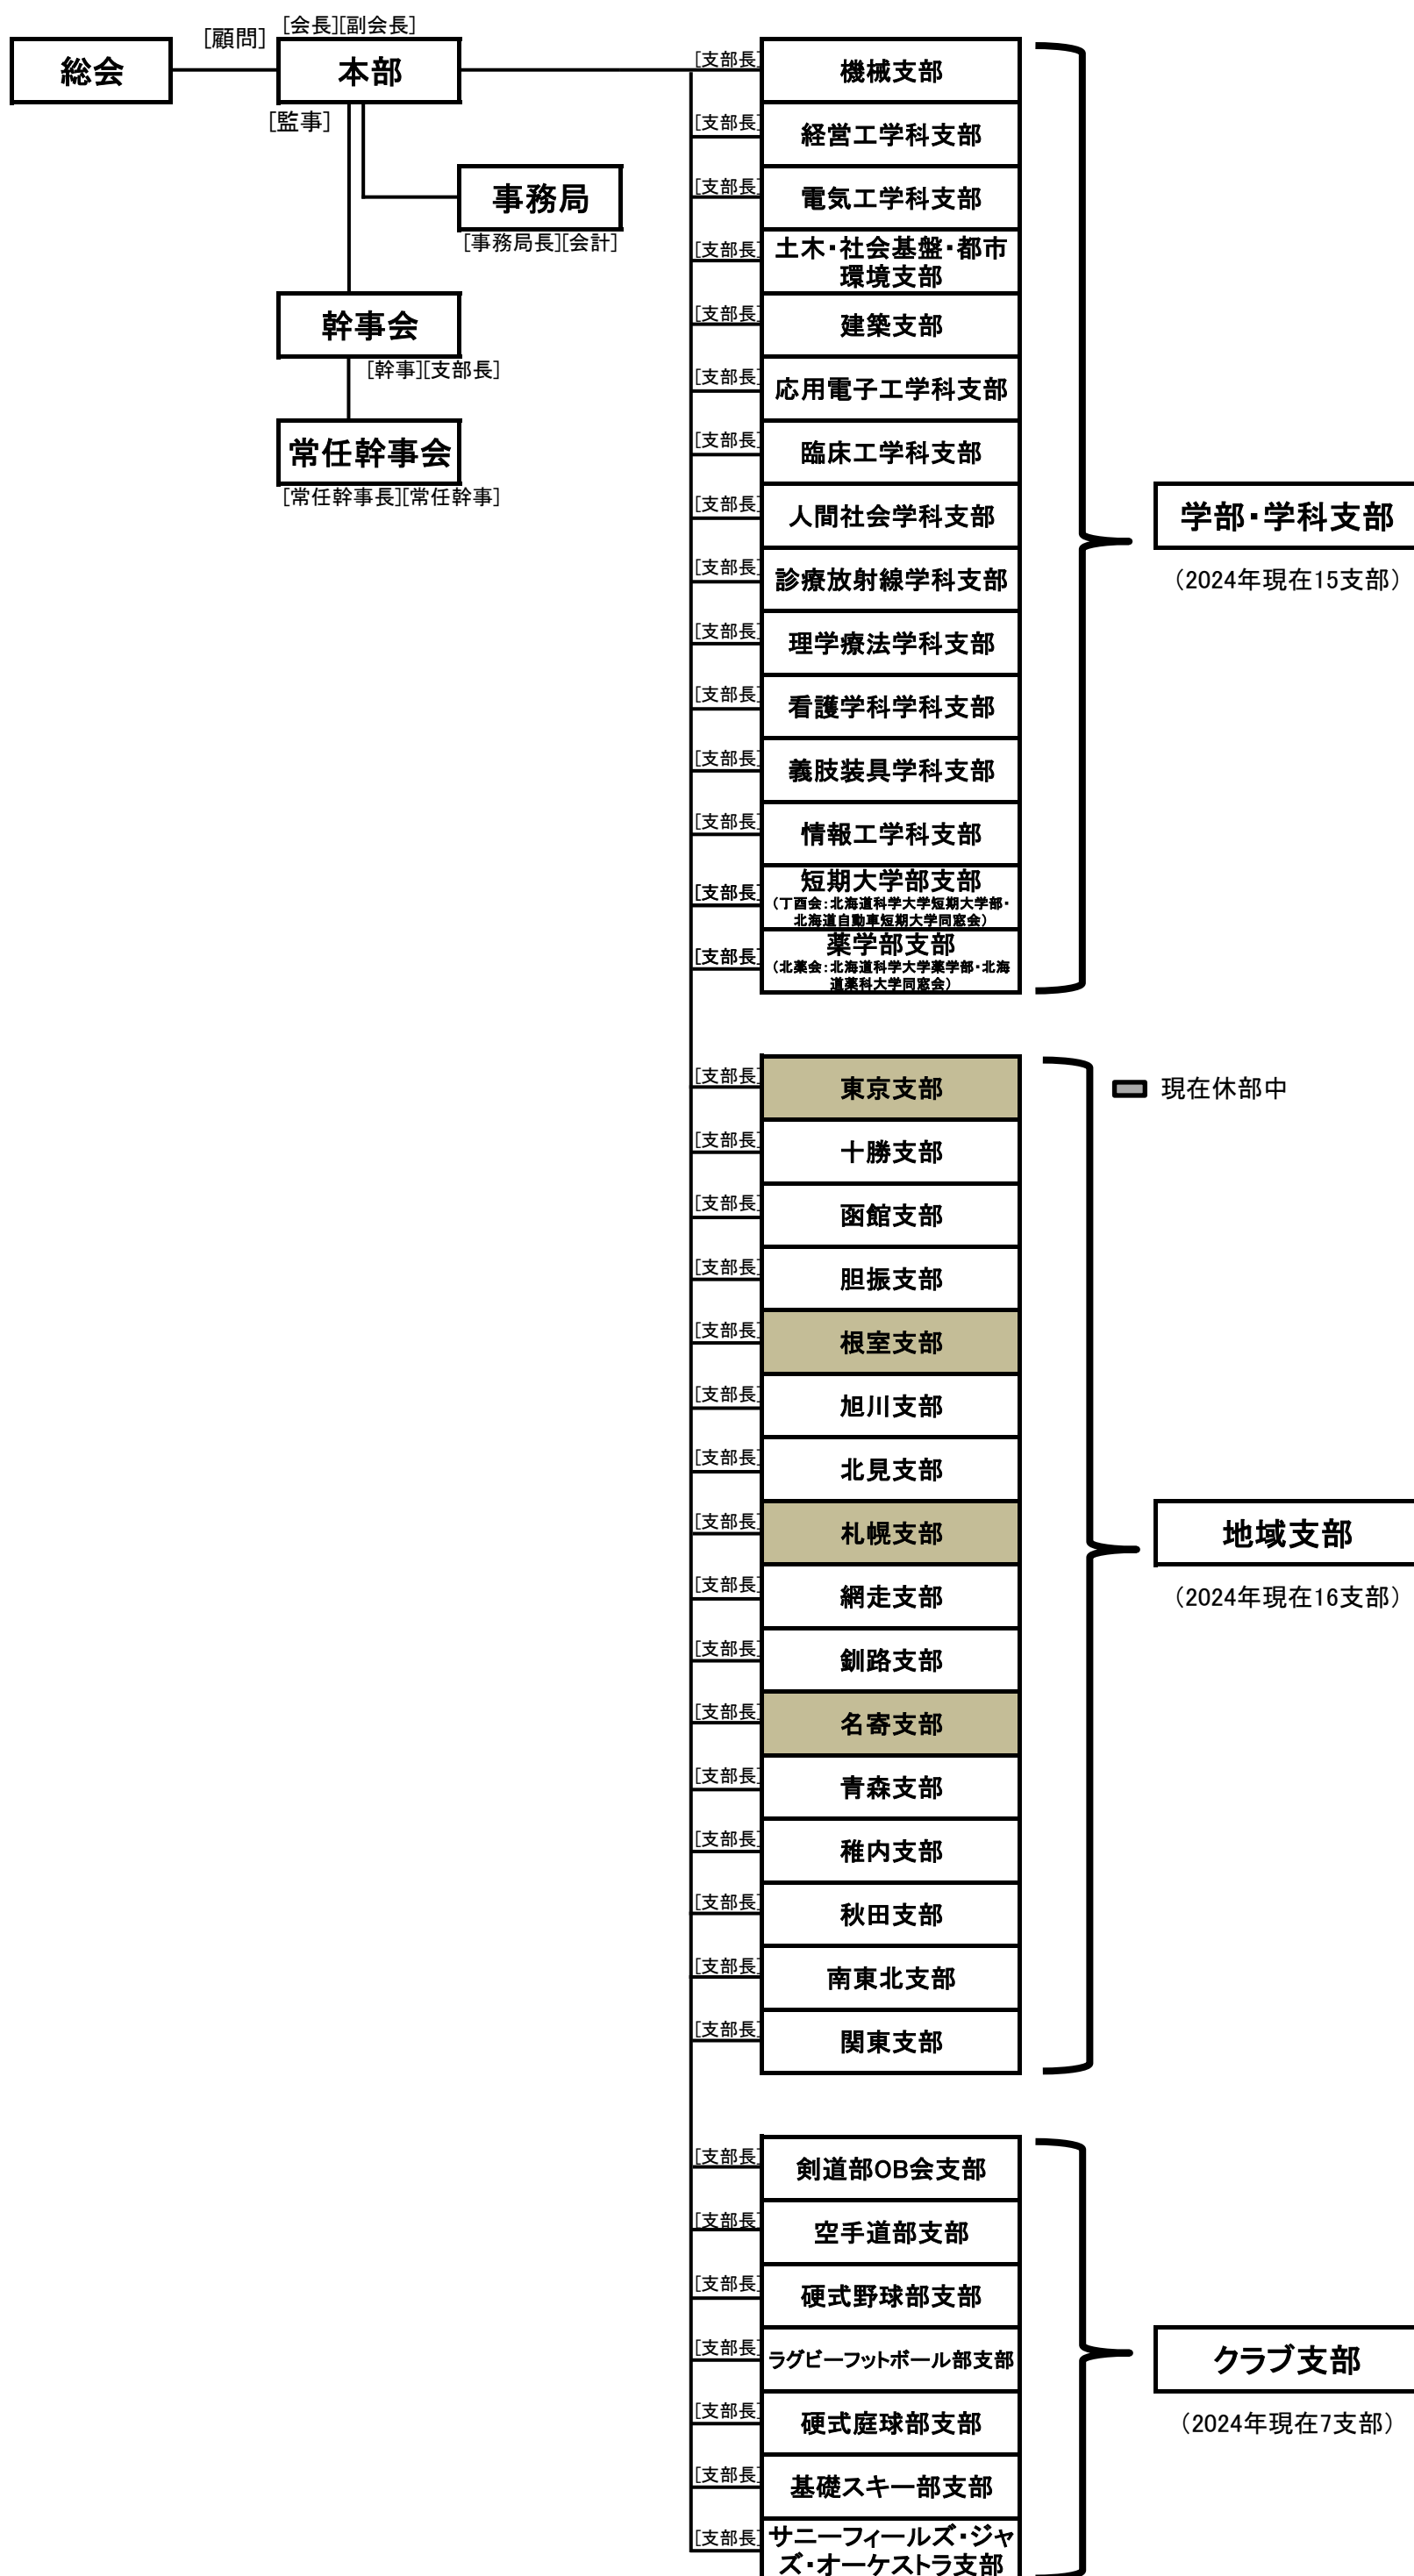 [会長][副会長]
[顧問]
総会
本部
[監事]
事務局
[事務局長][会計]
幹事会
[幹事][支部長]
常任幹事会
[常任幹事長][常任幹事]
[支部長]
機械支部
[支部長]
経営工学科支部
[支部長]
電気工学科支部
[支部長]
土木・社会基盤・都市
環境支部
[支部長]
建築支部
[支部長]
応用電子工学科支部
[支部長]
臨床工学科支部
[支部長]
人間社会学科支部
[支部長]
診療放射線学科支部
[支部長]
理学療法学科支部
[支部長]
看護学科学科支部
[支部長]
義肢装具学科支部
[支部長]
情報工学科支部
[支部長]
短期大学部支部
（丁酉会：北海道科学大学短期大学部・
北海道自動車短期大学同窓会）
[支部長]
薬学部支部
（北薬会：北海道科学大学薬学部・北海
道薬科大学同窓会）
学部・学科支部
（2024年現在15支部）
[支部長]
東京支部
現在休部中
[支部長]
十勝支部
[支部長]
函館支部
[支部長]
胆振支部
[支部長]
根室支部
[支部長]
旭川支部
[支部長]
北見支部
[支部長]
札幌支部
[支部長]
網走支部
[支部長]
釧路支部
[支部長]
名寄支部
[支部長]
青森支部
[支部長]
稚内支部
[支部長]
秋田支部
[支部長]
南東北支部
[支部長]
関東支部
地域支部
（2024年現在16支部）
[支部長]
剣道部OB会支部
[支部長]
空手道部支部
[支部長]
硬式野球部支部
[支部長]
ラグビーフットボール部支部
[支部長]
硬式庭球部支部
[支部長]
基礎スキー部支部
[支部長]
サニーフィールズ・ジャ
ズ・オーケストラ支部
クラブ支部
（2024年現在7支部）